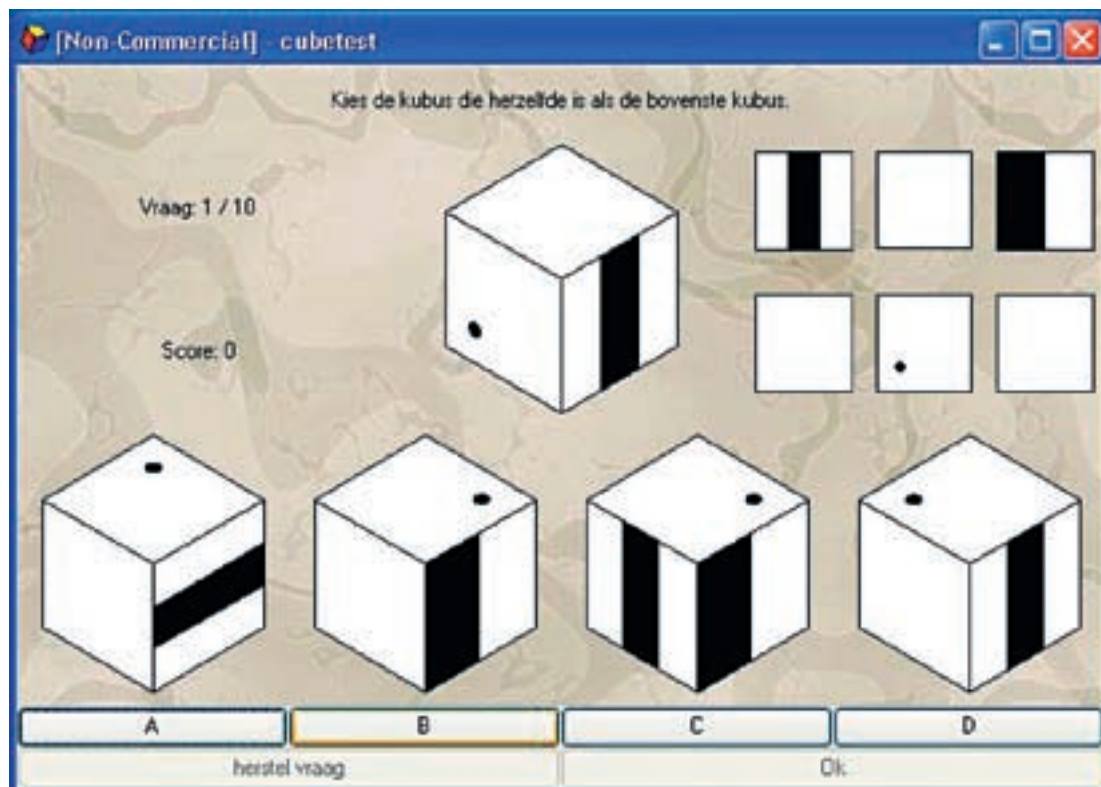 [Non-Commercial] - cubetest
Kies de kubus die hetzelfde is als de bovenste kubus.
Vraag: 1 / 10
Score: 0
A
B
C
D
herstel vraag
Ok